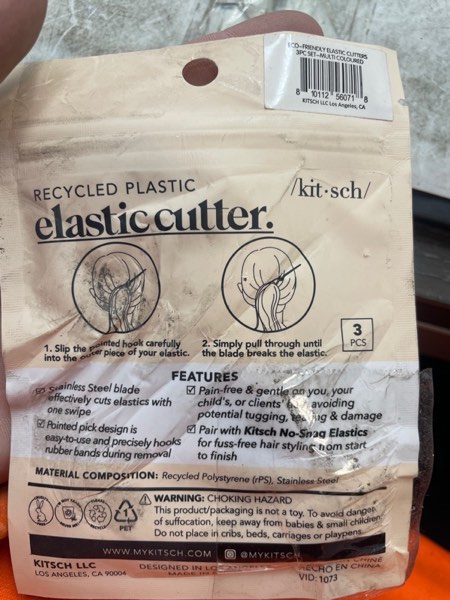 ECO-FRIENDLY ELASTIC CUTTERS
3PC SET-MULTI COLOURED
8 10112 56071 8
KITSCH LLC Los Angeles, CA
RECYCLED PLASTIC
/kit·sch/
elastic cutter.
1. Slip the pointed hook carefully
into the outer piece of your elastic.
2. Simply pull through until
the blade breaks the elastic.
3
PCS
FEATURES
Stainless Steel blade
effectively cuts elastics with
one swipe
Pointed pick design is
easy-to-use and precisely hooks
rubber bands during removal
Pain-free & gentle on you, your
child's, or clients' avoiding
potential tugging, & damage
Pair with Kitsch No-Snag Elastics
for fuss-free hair styling from start
to finish
MATERIAL COMPOSITION: Recycled Polystyrene (rPS), Stainless Steel
1
PET
WARNING: CHOKING HAZARD
This product/packaging is not a toy. To avoid danger
of suffocation, keep away from babies & small children.
Do not place in cribs, beds, carriages or playpens.
WWW.MYKITSCH.COM @MYKITSCH
KITSCH LLC
LOS ANGELES, CA 90004
DESIGNED IN LOS ANGELES
MADE IN
CHINE
HECHO EN CHINA
VID: 1073